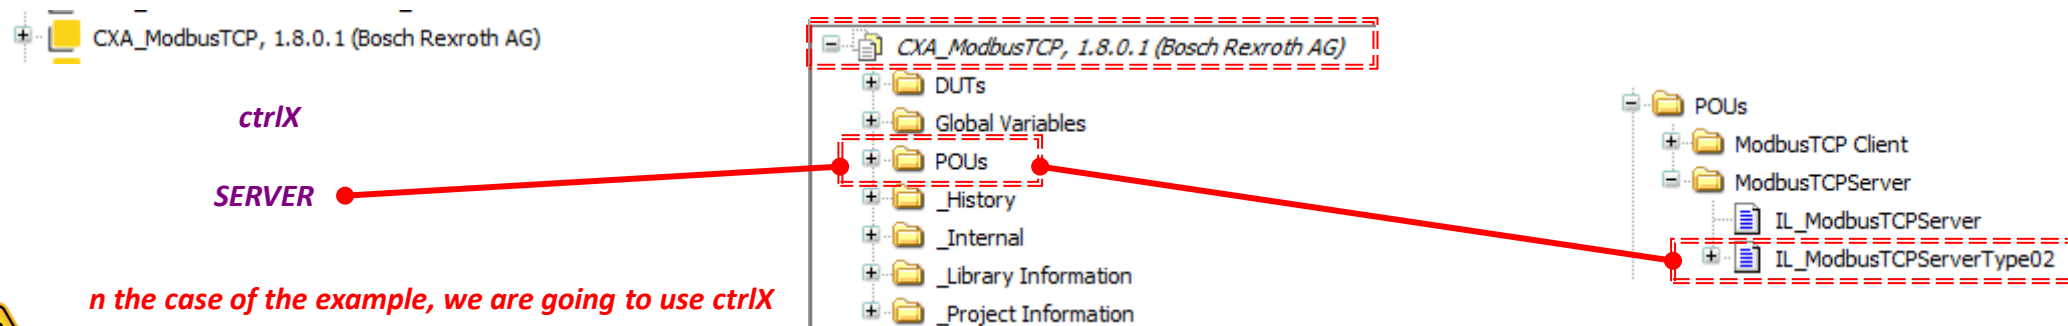 CXA_ModbusTCP, 1.8.0.1 (Bosch Rexroth AG)
ctrlX
SERVER
n the case of the example, we are going to use ctrlX
CXA_ModbusTCP, 1.8.0.1 (Bosch Rexroth AG)
DUTs
Global Variables
POUs
_History
_Internal
_Library Information
_Project Information
POUs
ModbusTCP Client
ModbusTCPServer
IL_ModbusTCPServer
IL_ModbusTCPServerType02